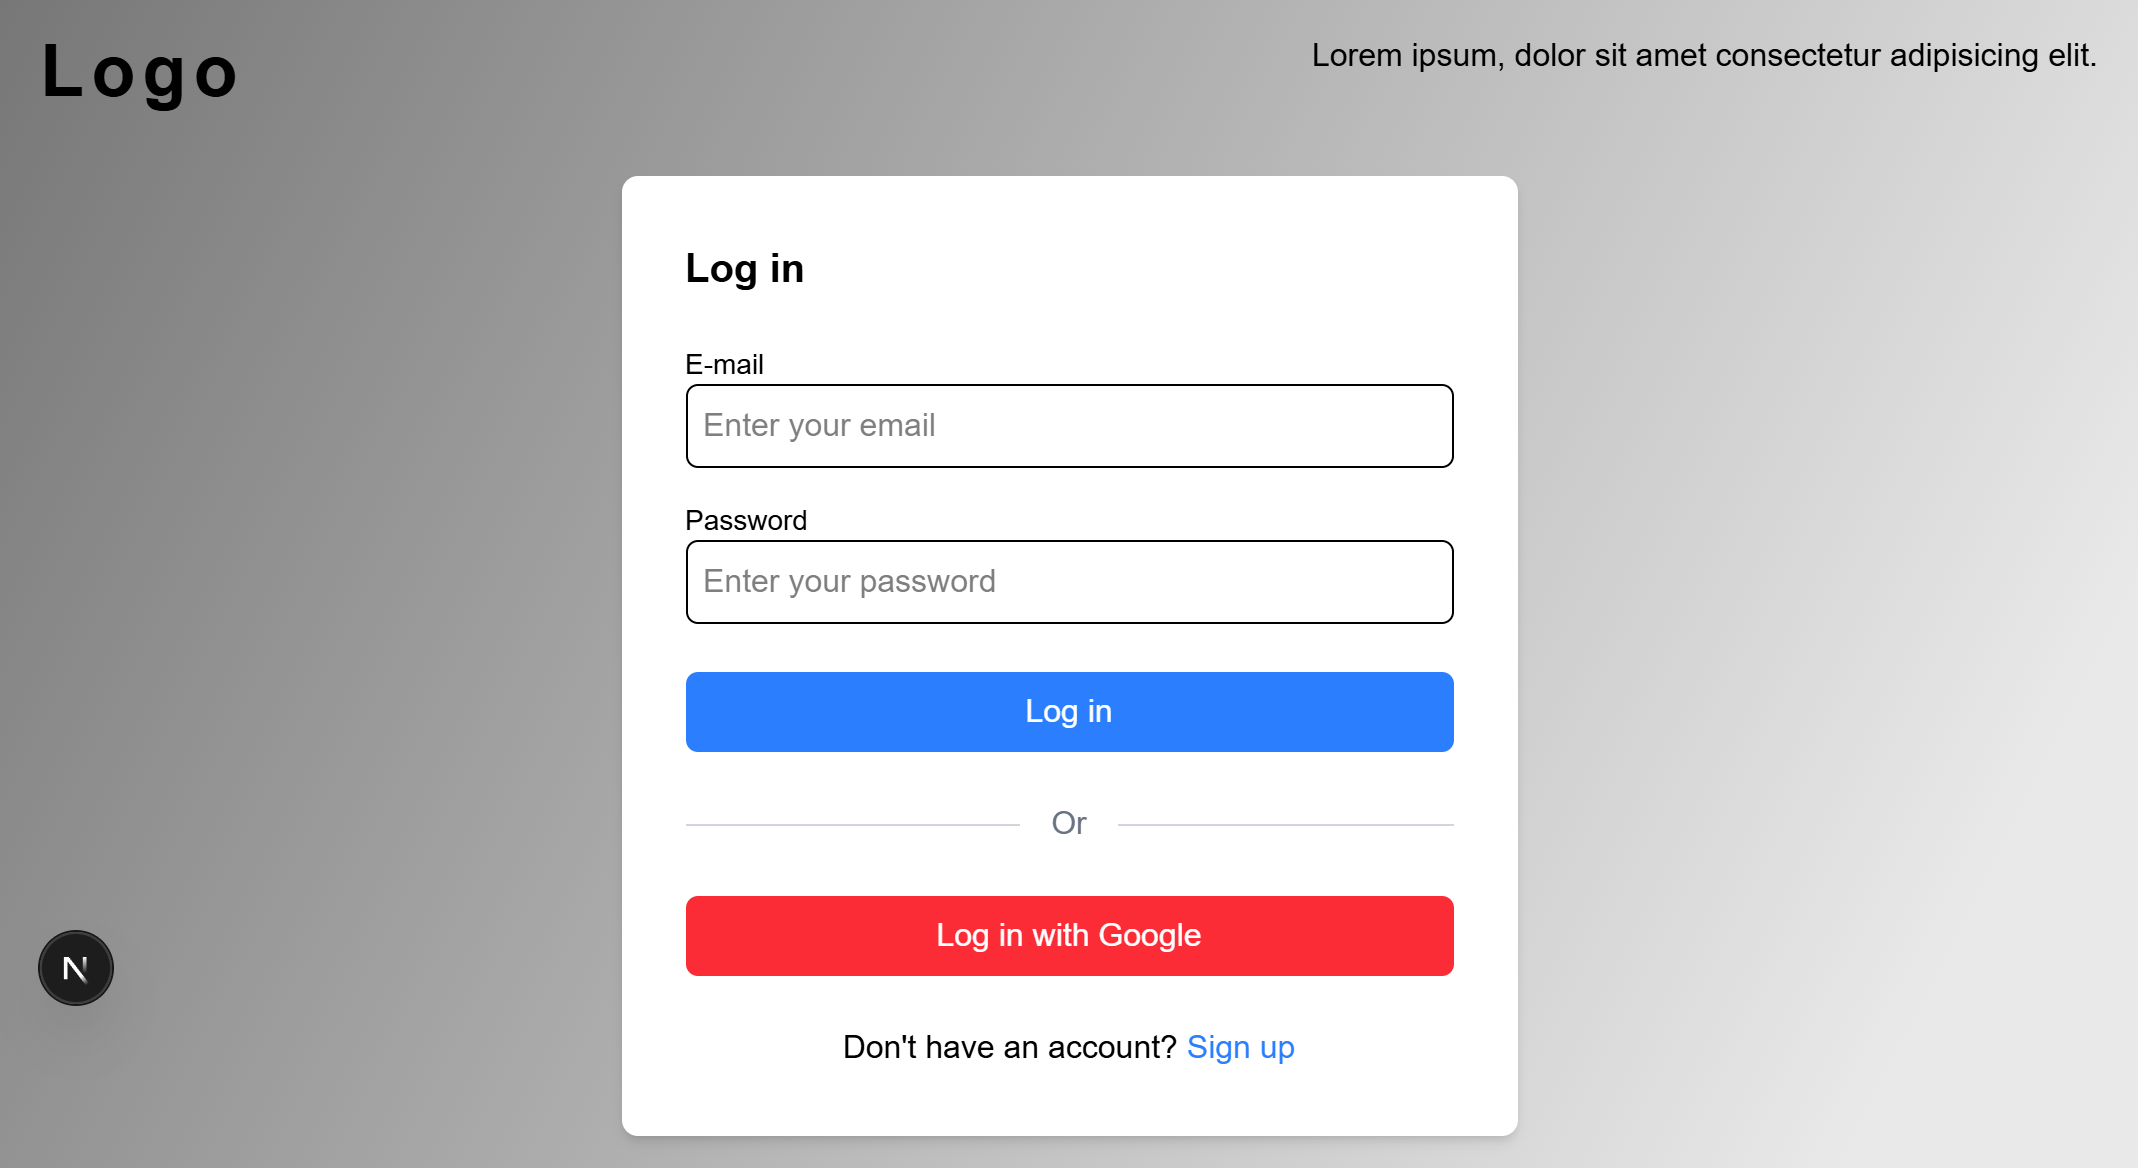 Logo
Lorem ipsum, dolor sit amet consectetur adipisicing elit.
Log in
E-mail
Enter your email
Password
Enter your password
Log in
Or
Log in with Google
Don't have an account? Sign up
N